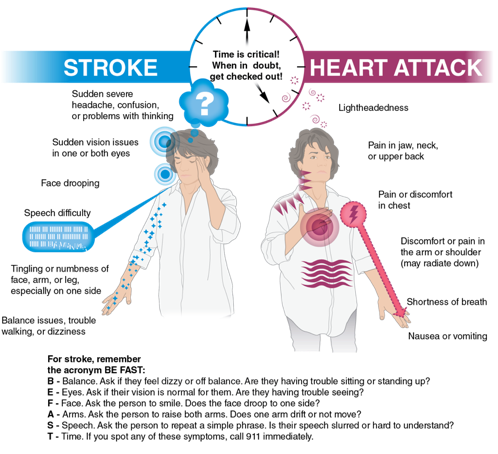 Time is critical!
When in doubt,
get checked out!
STROKE
HEART ATTACK
Sudden severe
headache, confusion,
or problems with thinking
?
Sudden vision issues
in one or both eyes
Face drooping
Speech difficulty
Tingling or numbness of
face, arm, or leg,
especially on one side
Balance issues, trouble
walking, or dizziness
Lightheadedness
Pain in jaw, neck,
or upper back
Pain or discomfort
in chest
Discomfort or pain in
the arm or shoulder
(may radiate down)
Shortness of breath
Nausea or vomiting
For stroke, remember
the acronym BE FAST:
B - Balance. Ask if they feel dizzy or off balance. Are they having trouble sitting or standing up?
E - Eyes. Ask if their vision is normal for them. Are they having trouble seeing?
F - Face. Ask the person to smile. Does the face droop to one side?
A - Arms. Ask the person to raise both arms. Does one arm drift or not move?
S - Speech. Ask the person to repeat a simple phrase. Is their speech slurred or hard to understand?
T - Time. If you spot any of these symptoms, call 911 immediately.